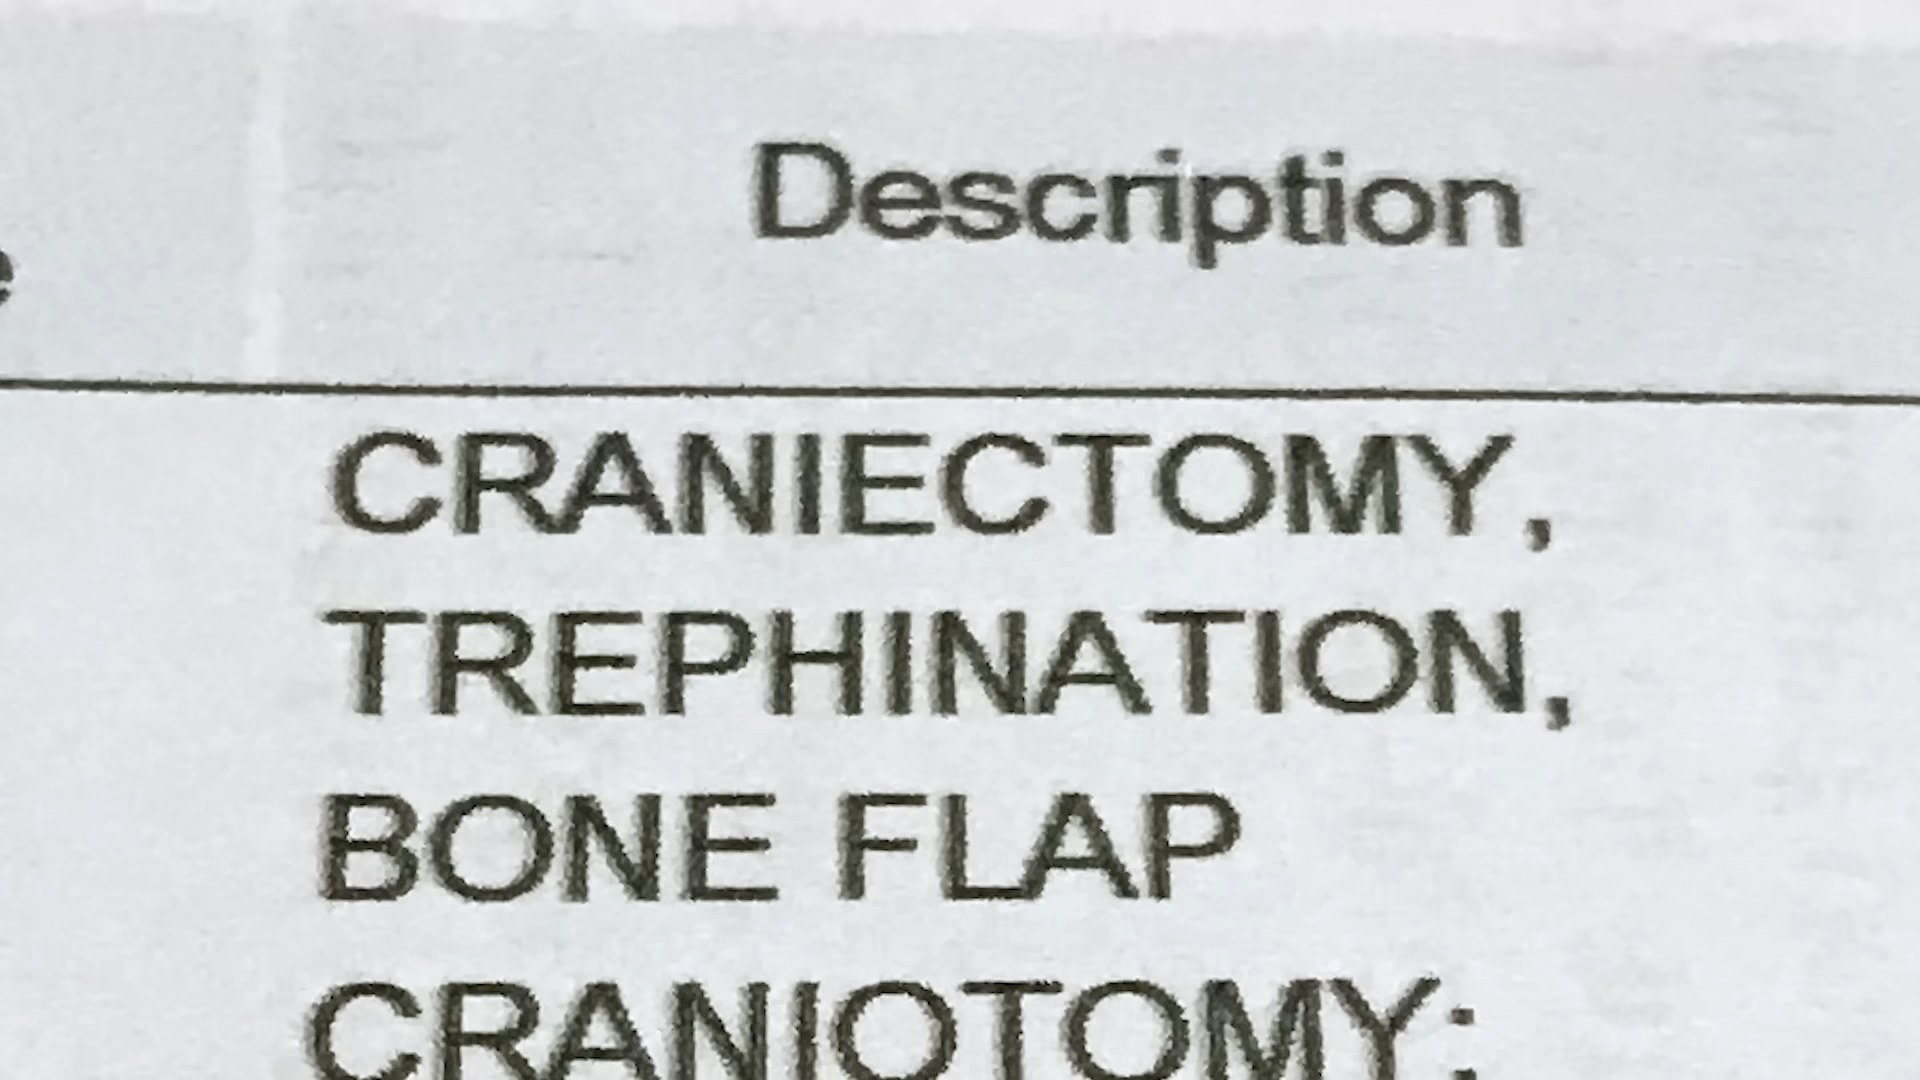 Description
CRANIECTOMY,
TREPHINATION,
BONE FLAP
CRANIOTOMY;